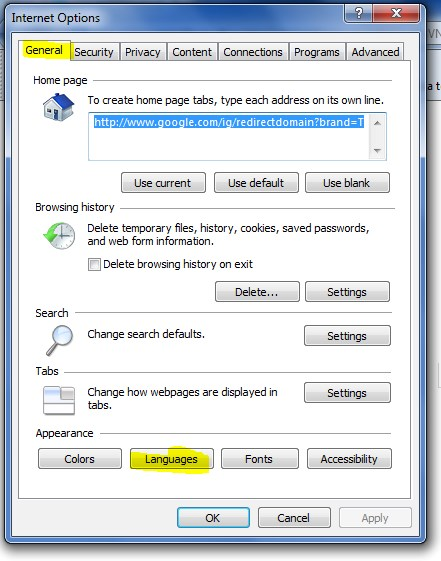 Internet Options
General Security Privacy Content Connections Programs Advanced
Home page
To create home page tabs, type each address on its own line.
http://www.google.com/ig/redirectdomain?brand=T
Use current Use default Use blank
Browsing history
Delete temporary files, history, cookies, saved passwords,
and web form information.
Delete browsing history on exit
Delete... Settings
Search
Change search defaults. Settings
Tabs
Change how webpages are displayed in
tabs.
Settings
Appearance
Colors Languages Fonts Accessibility
OK Cancel Apply